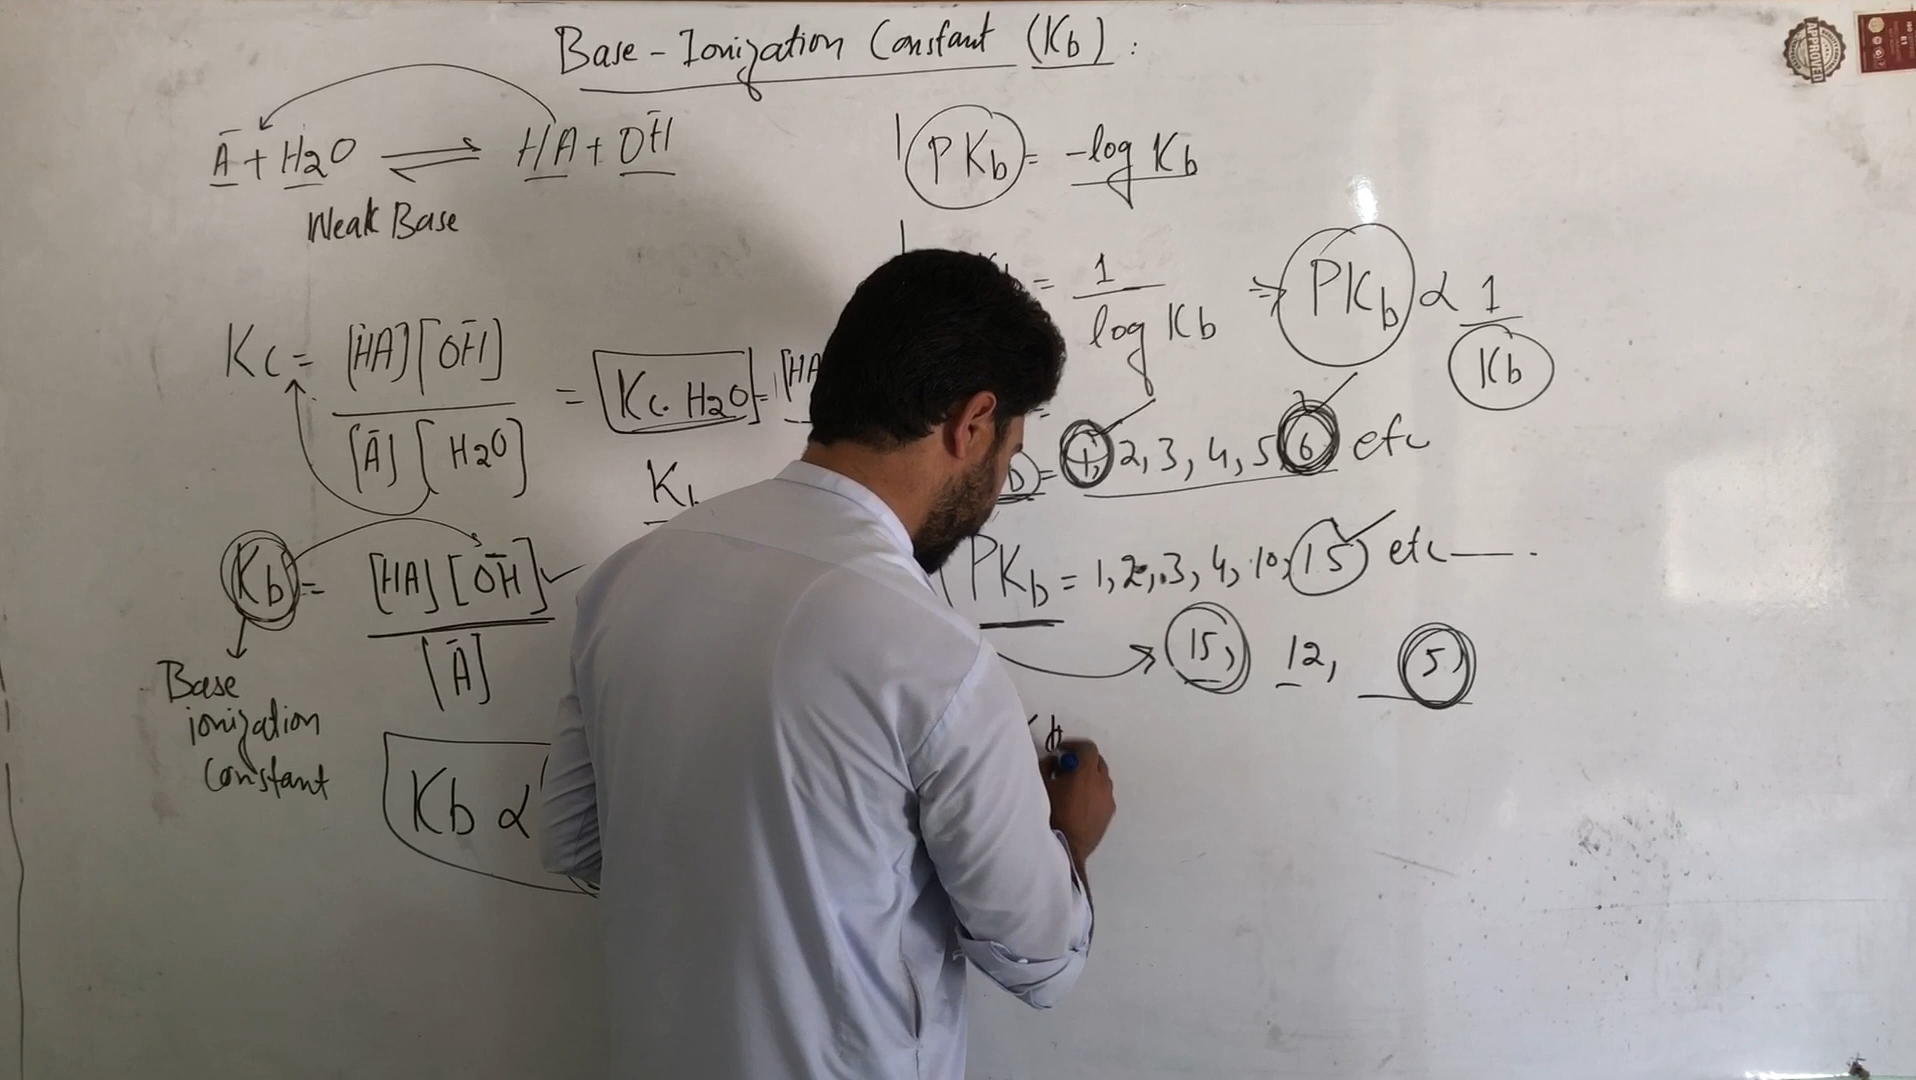 Base-Ionization Constant (Kb):
Ā + H2O ⇌ HA + OH̄
Weak Base
Kc = [HA][OH̄] / [Ā][H2O] = Kc. H2O = [HA
Kb = [HA][OH̄] / [Ā]
Base
ionization
Constant
Kb α
PKb = -log Kb
= 1 / log Kb ⇒ PKb α 1 / Kb
= 1, 2, 3, 4, 5, 6 etc
PKb = 1, 2, 3, 4, 10, 15 etc
15, 12, 5,
APPROVED